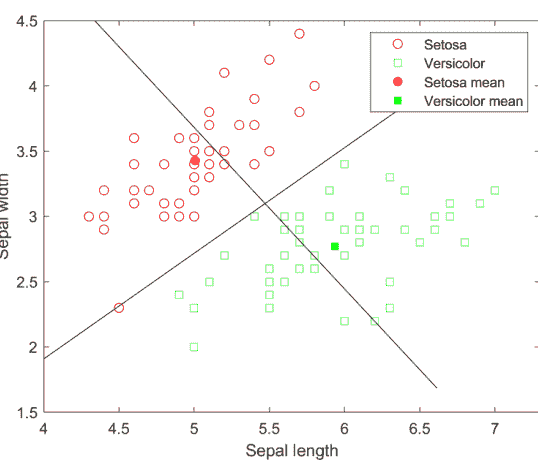 4.5
4
3.5
3
2.5
2
1.5
4
4.5
5
5.5
6
6.5
7
Sepal width
Sepal length
Setosa
Versicolor
Setosa mean
Versicolor mean